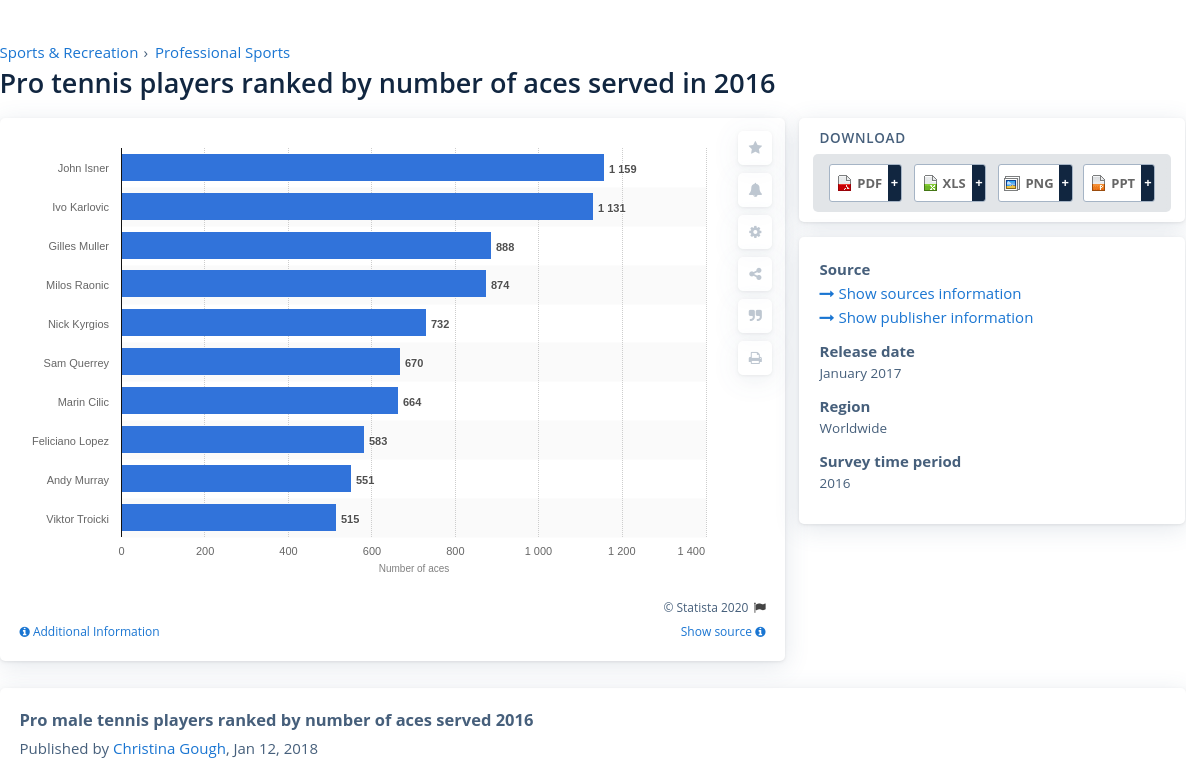 Sports & Recreation › Professional Sports
Pro tennis players ranked by number of aces served in 2016
John Isner 1 159
Ivo Karlovic 1 131
Gilles Muller 888
Milos Raonic 874
Nick Kyrgios 732
Sam Querrey 670
Marin Cilic 664
Feliciano Lopez 583
Andy Murray 551
Viktor Troicki 515
0 200 400 600 800 1 000 1 200 1 400
Number of aces
© Statista 2020
Additional Information Show source
DOWNLOAD
PDF + XLS + PNG + PPT +
Source
Show sources information
Show publisher information
Release date
January 2017
Region
Worldwide
Survey time period
2016
Pro male tennis players ranked by number of aces served 2016
Published by Christina Gough, Jan 12, 2018